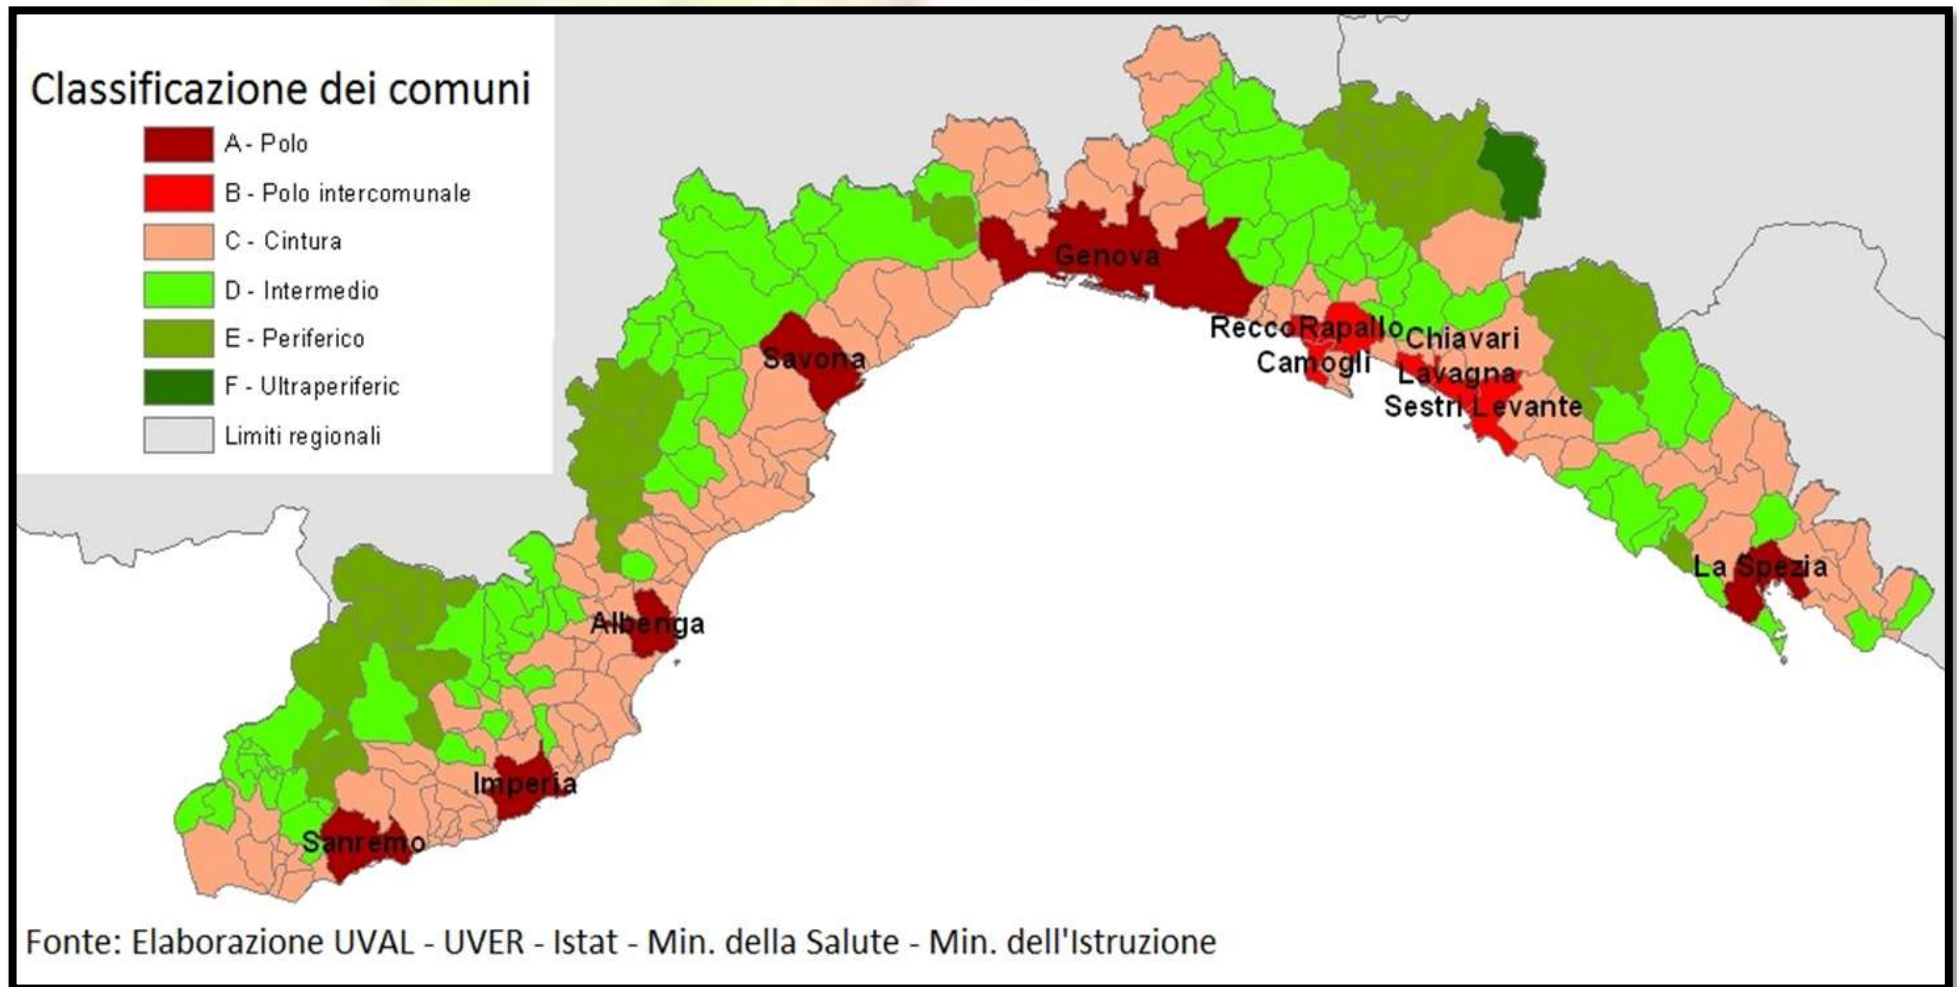 Classificazione dei comuni
A - Polo
B - Polo intercomunale
C - Cintura
D - Intermedio
E - Periferico
F - Ultraperiferic
Limiti regionali
Genova
Savona
Recco Rapallo
Camogli
Chiavari
Lavagna
Sestri Levante
La Spezia
Albenga
Imperia
Sanremo
Fonte: Elaborazione UVAL - UVER - Istat - Min. della Salute - Min. dell'Istruzione